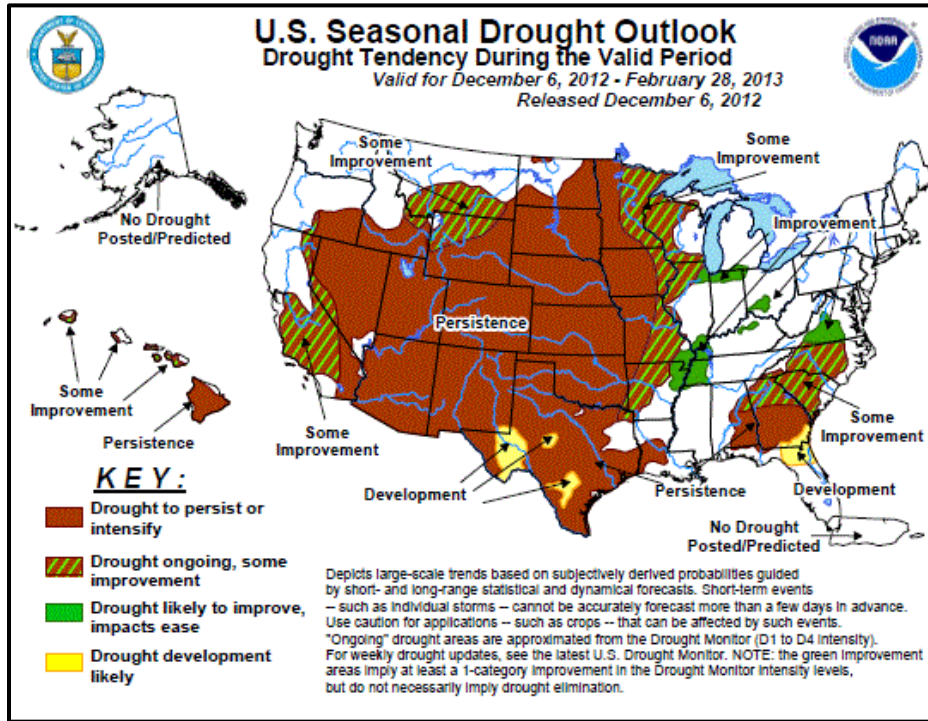 U.S. Seasonal Drought Outlook
Drought Tendency During the Valid Period
Valid for December 6, 2012 - February 28, 2013
Released December 6, 2012
NOAA
Some
Improvement
Some
Improvement
No Drought
Posted/Predicted
Improvement
Persistence
Some
Improvement
Persistence
Some
Improvement
Some
Improvement
Development
Persistence
Development
No Drought
Posted/Predicted
KEY:
Drought to persist or
intensify
Drought ongoing, some
improvement
Drought likely to improve,
impacts ease
Drought development
likely
Depicts large-scale trends based on subjectively derived probabilities guided
by short- and long-range statistical and dynamical forecasts. Short-term events
-- such as individual storms -- cannot be accurately forecast more than a few days in advance.
Use caution for applications -- such as crops -- that can be affected by such events.
"Ongoing" drought areas are approximated from the Drought Monitor (D1 to D4 intensity).
For weekly drought updates, see the latest U.S. Drought Monitor. NOTE: the green improvement
areas imply at least a 1-category improvement in the Drought Monitor intensity levels,
but do not necessarily imply drought elimination.